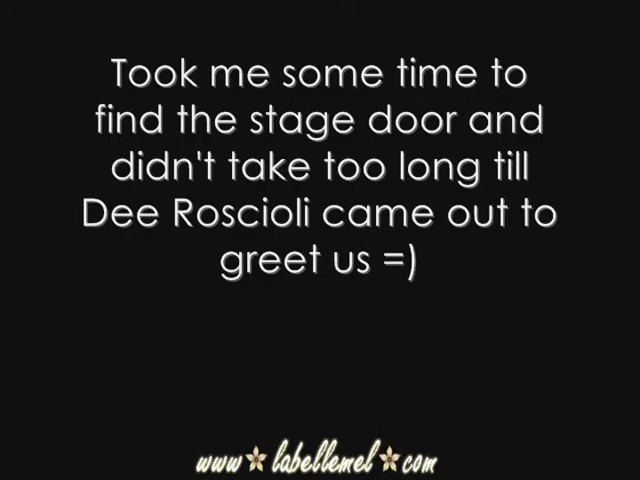 Took me some time to
find the stage door and
didn't take too long till
Dee Roscioli came out to
greet us =)
www labellemel com